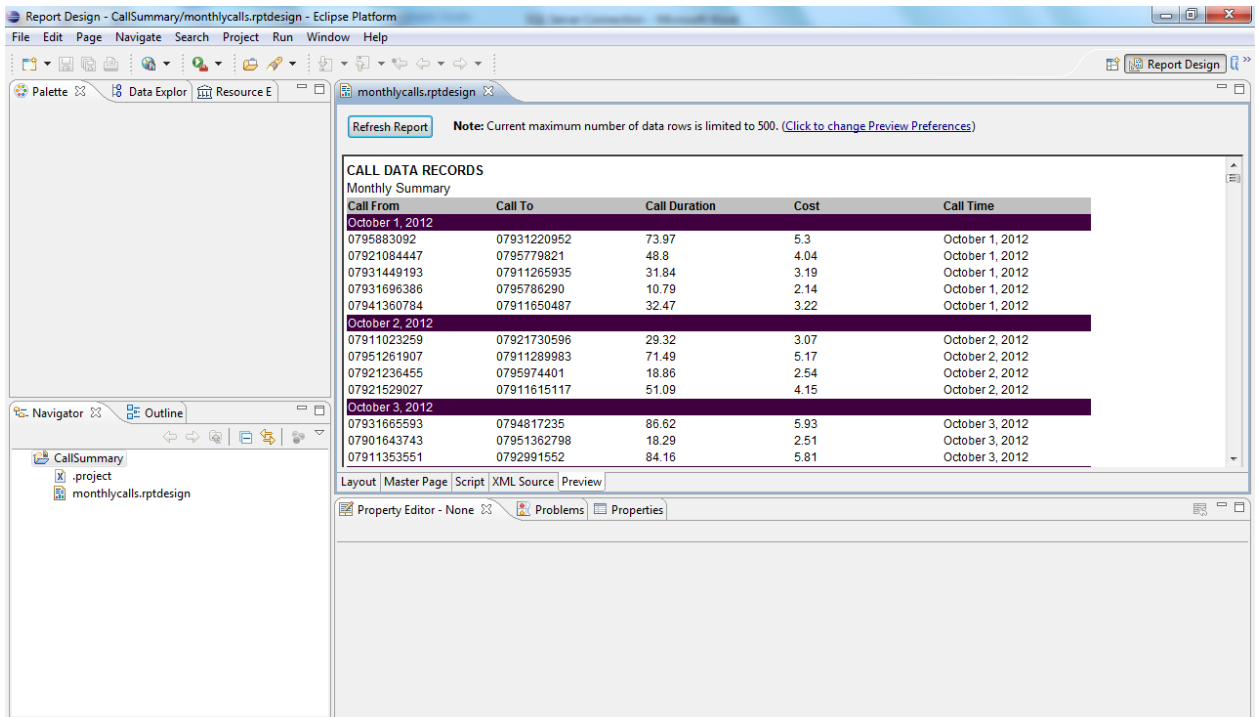 Report Design - CallSummary/monthlycalls.rptdesign - Eclipse Platform
File Edit Page Navigate Search Project Run Window Help
Report Design
Palette Data Explor Resource E
monthlycalls.rptdesign
Refresh Report Note: Current maximum number of data rows is limited to 500. (Click to change Preview Preferences)
CALL DATA RECORDS
Monthly Summary
Call From Call To Call Duration Cost Call Time
October 1, 2012
0795883092 07931220952 73.97 5.3 October 1, 2012
07921084447 0795779821 48.8 4.04 October 1, 2012
07931449193 07911265935 31.84 3.19 October 1, 2012
07931696386 0795786290 10.79 2.14 October 1, 2012
07941360784 07911650487 32.47 3.22 October 1, 2012
October 2, 2012
07911023259 07921730596 29.32 3.07 October 2, 2012
07951261907 07911289983 71.49 5.17 October 2, 2012
07921236455 0795974401 18.86 2.54 October 2, 2012
07921529027 07911615117 51.09 4.15 October 2, 2012
October 3, 2012
07931665593 0794817235 86.62 5.93 October 3, 2012
07901643743 07951362798 18.29 2.51 October 3, 2012
07911353551 0792991552 84.16 5.81 October 3, 2012
Layout Master Page Script XML Source Preview
Navigator Outline
CallSummary
.project
monthlycalls.rptdesign
Property Editor - None Problems Properties